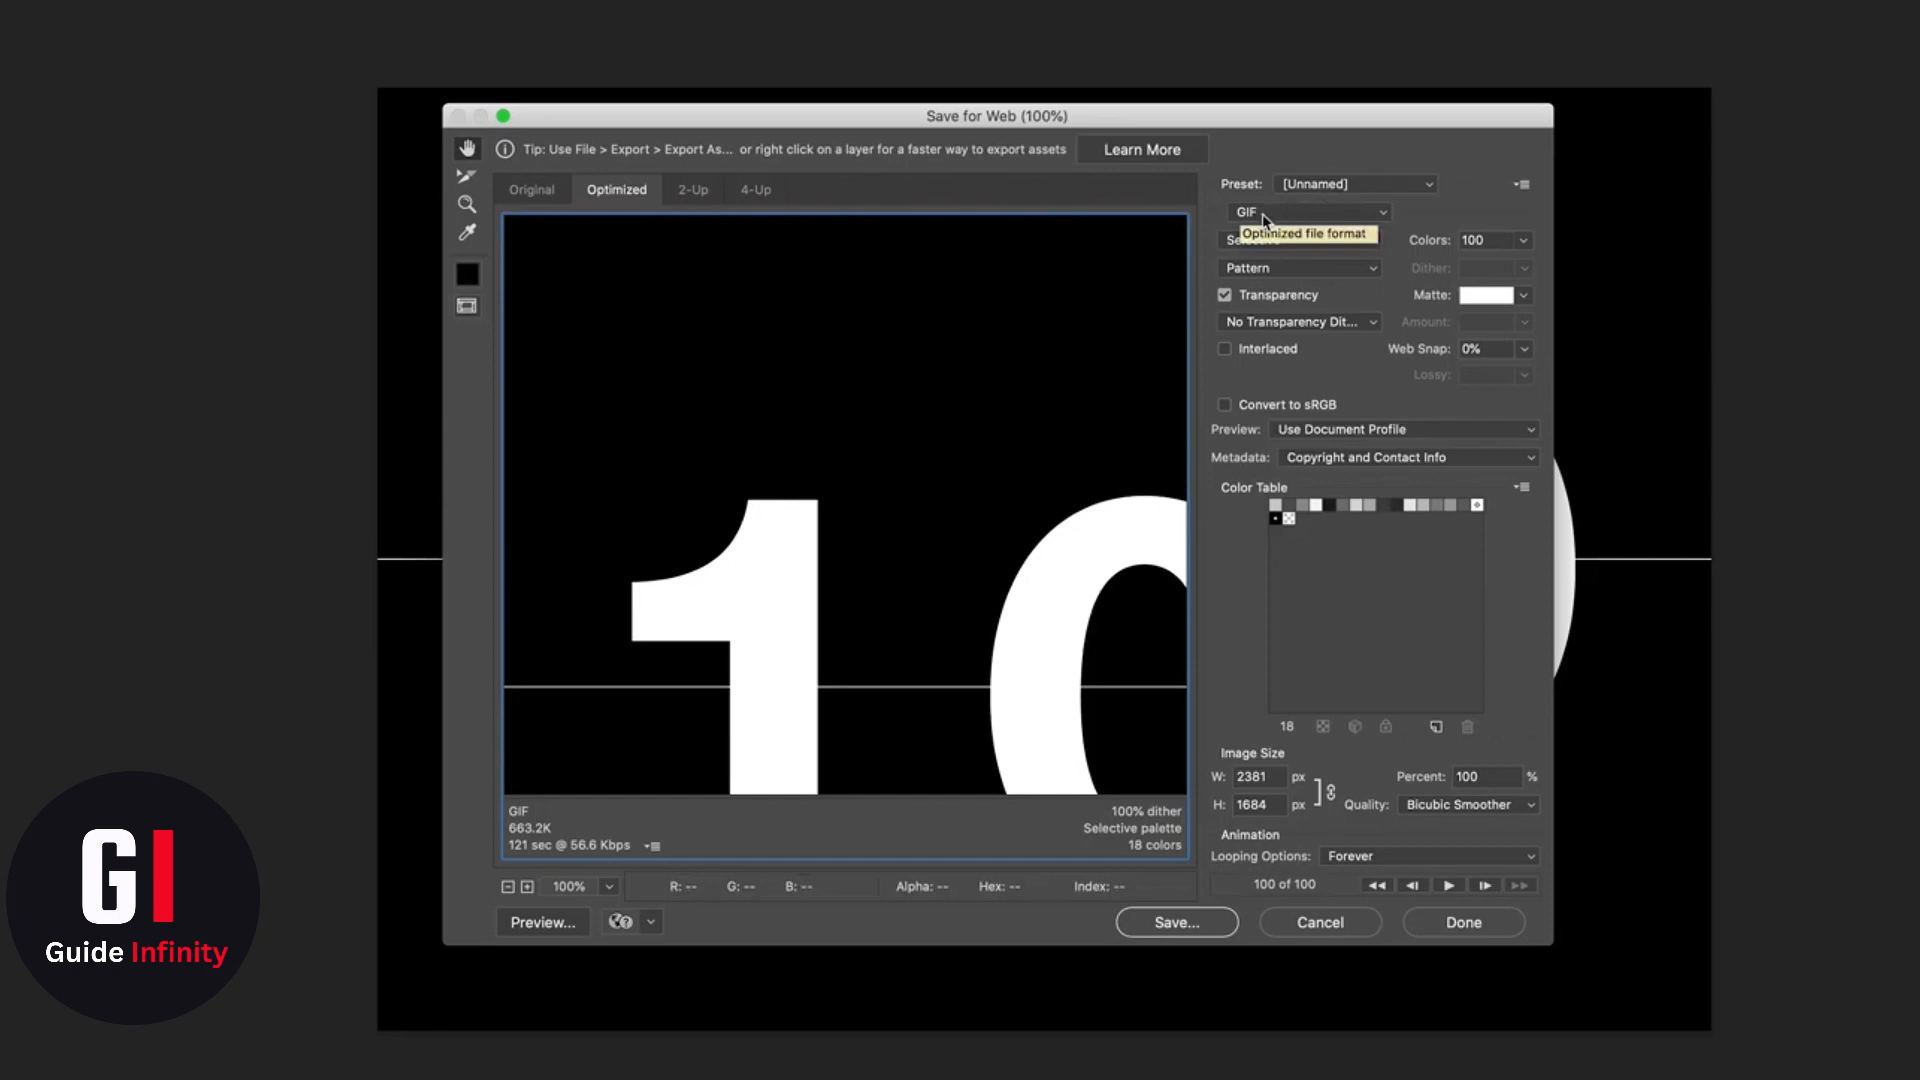 Save for Web (100%)
Tip: Use File > Export > Export As... or right click on a layer for a faster way to export assets
Learn More
Original
Optimized
2-Up
4-Up
Preset: [Unnamed]
GIF
Optimized file format
Colors: 100
Pattern
Dither:
Transparency
Matte:
No Transparency Dit...
Amount:
Interlaced
Web Snap: 0%
Lossy:
Convert to sRGB
Preview: Use Document Profile
Metadata: Copyright and Contact Info
Color Table
10
18
Image Size
W: 2381 px
Percent: 100 %
H: 1684 px
Quality: Bicubic Smoother
GIF
663.2K
121 sec @ 56.6 Kbps
100% dither
Selective palette
18 colors
Animation
Looping Options: Forever
100 of 100
100%
R: --
G: --
B: --
Alpha: --
Hex: --
Index: --
Preview...
Save...
Cancel
Done
GI
Guide Infinity